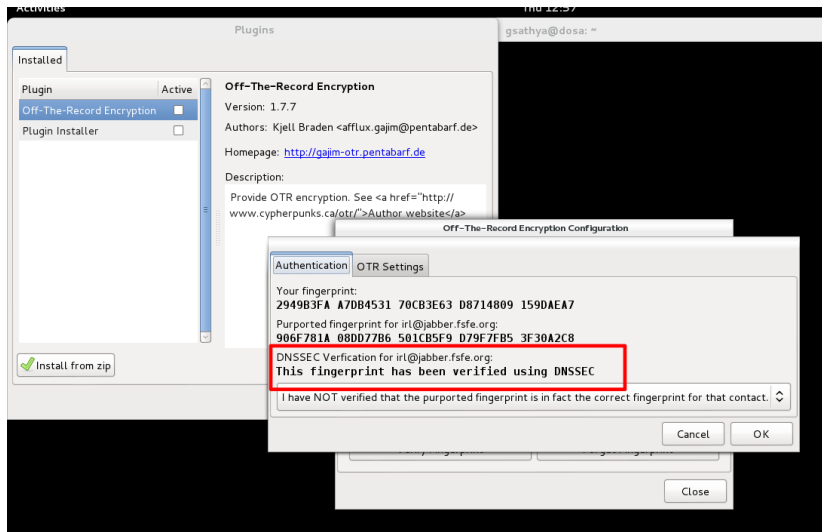 Activities
Thu 12:57
Plugins
gsathya@dosa: ~
Installed
Plugin Active
Off-The-Record Encryption
Plugin Installer
Off-The-Record Encryption
Version: 1.7.7
Authors: Kjell Braden <afflux.gajim@pentabarf.de>
Homepage: http://gajim-otr.pentabarf.de
Description:
Provide OTR encryption. See <a href="http://
www.cypherpunks.ca/otr/">Author website</a>
Install from zip
Off-The-Record Encryption Configuration
Authentication OTR Settings
Your fingerprint:
2949B3FA A7DB4531 70CB3E63 D8714809 159DAEA7
Purported fingerprint for irl@jabber.fsfe.org:
906F781A 08DD77B6 501CB5F9 D79F7FB5 3F30A2C8
DNSSEC Verfication for irl@jabber.fsfe.org:
This fingerprint has been verified using DNSSEC
I have NOT verified that the purported fingerprint is in fact the correct fingerprint for that contact.
Cancel OK
Close